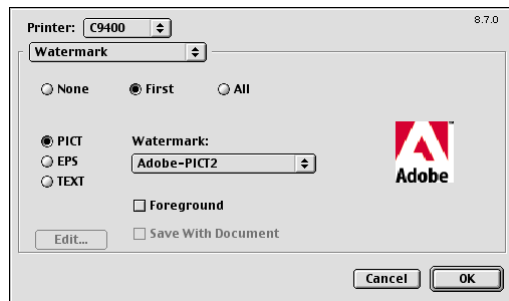 Printer: C9400 8.7.0
Watermark
None First All
PICT Watermark:
EPS Adobe-PICT2
TEXT
Adobe
Foreground
Edit... Save With Document
Cancel OK